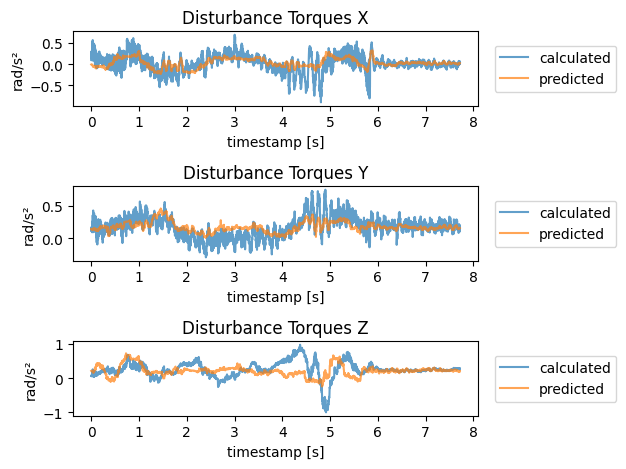 Disturbance Torques X
rad/s²
0.5
0.0
−0.5
0 1 2 3 4 5 6 7 8
timestamp [s]
calculated
predicted
Disturbance Torques Y
rad/s²
0.5
0.0
0 1 2 3 4 5 6 7 8
timestamp [s]
calculated
predicted
Disturbance Torques Z
rad/s²
1
0
−1
0 1 2 3 4 5 6 7 8
timestamp [s]
calculated
predicted